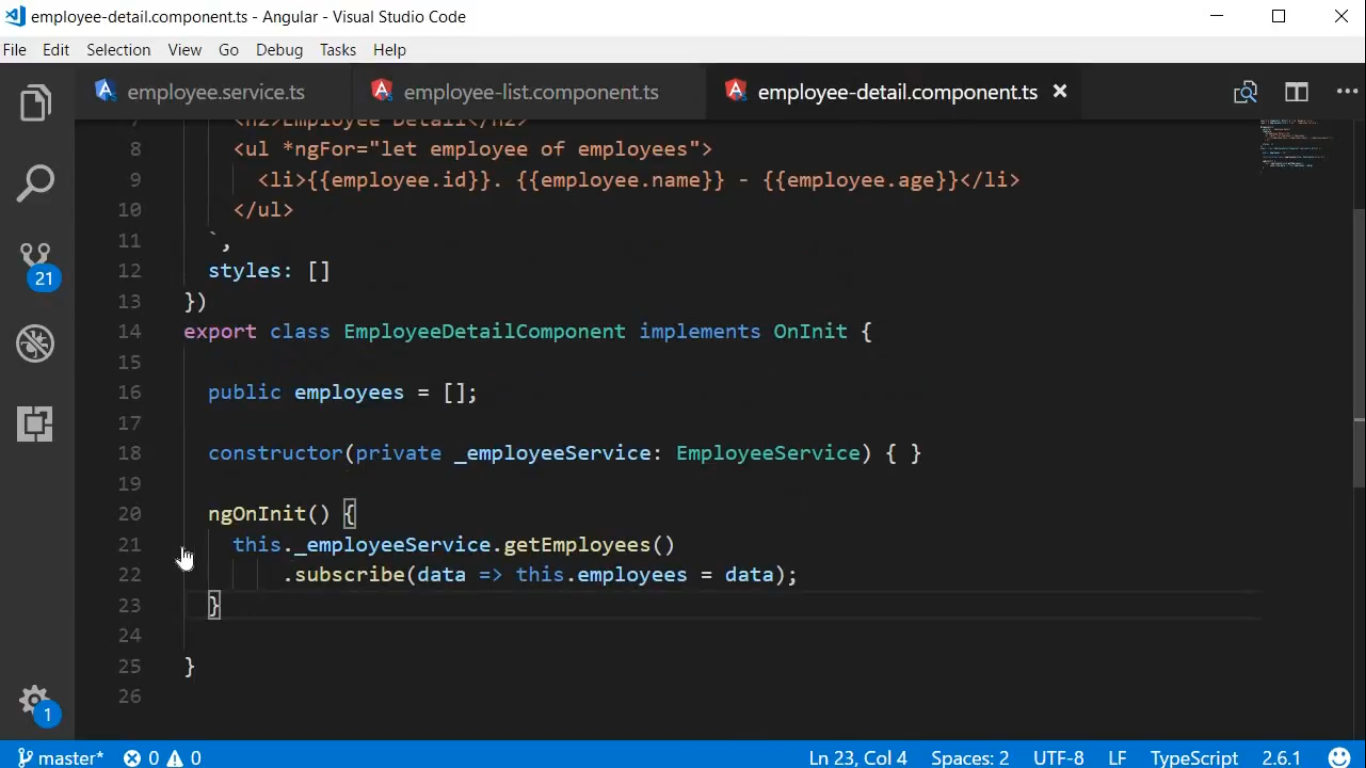 employee-detail.component.ts - Angular - Visual Studio Code
File Edit Selection View Go Debug Tasks Help
employee.service.ts employee-list.component.ts employee-detail.component.ts
7 <h2>Employee Detail</h2>
8 <ul *ngFor="let employee of employees">
9 <li>{{employee.id}}. {{employee.name}} - {{employee.age}}</li>
10 </ul>
11 `,
12 styles: []
13 })
14 export class EmployeeDetailComponent implements OnInit {
15
16 public employees = [];
17
18 constructor(private _employeeService: EmployeeService) { }
19
20 ngOnInit() {
21 this._employeeService.getEmployees()
22 .subscribe(data => this.employees = data);
23 }
24
25 }
26
21
1
master* 0 0 Ln 23, Col 4 Spaces: 2 UTF-8 LF TypeScript 2.6.1